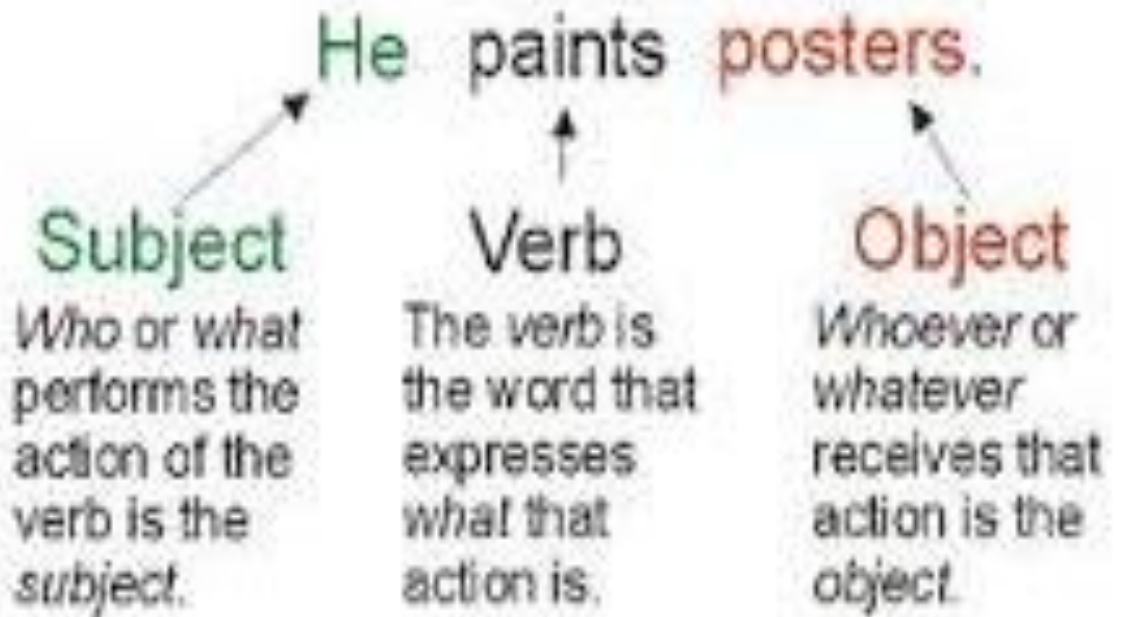 He paints posters.
Subject
Who or what
performs the
action of the
verb is the
subject.
Verb
The verb is
the word that
expresses
what that
action is.
Object
Whoever or
whatever
receives that
action is the
object.